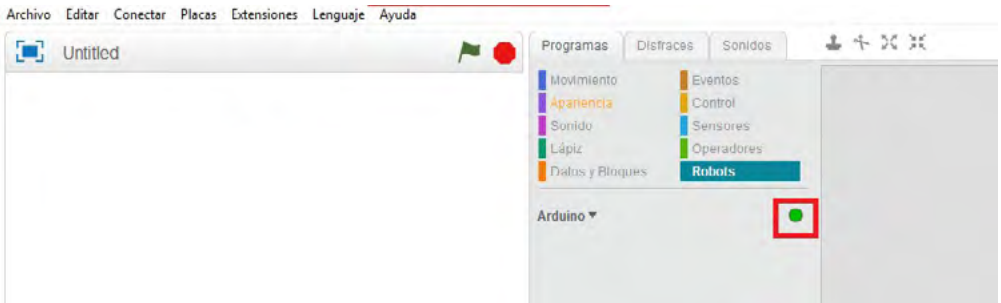 Archivo Editar Conectar Placas Extensiones Lenguaje Ayuda
Untitled
Programas Disfraces Sonidos
Movimiento Eventos
Apariencia Control
Sonido Sensores
Lápiz Operadores
Datos y Bloques Robots
Arduino